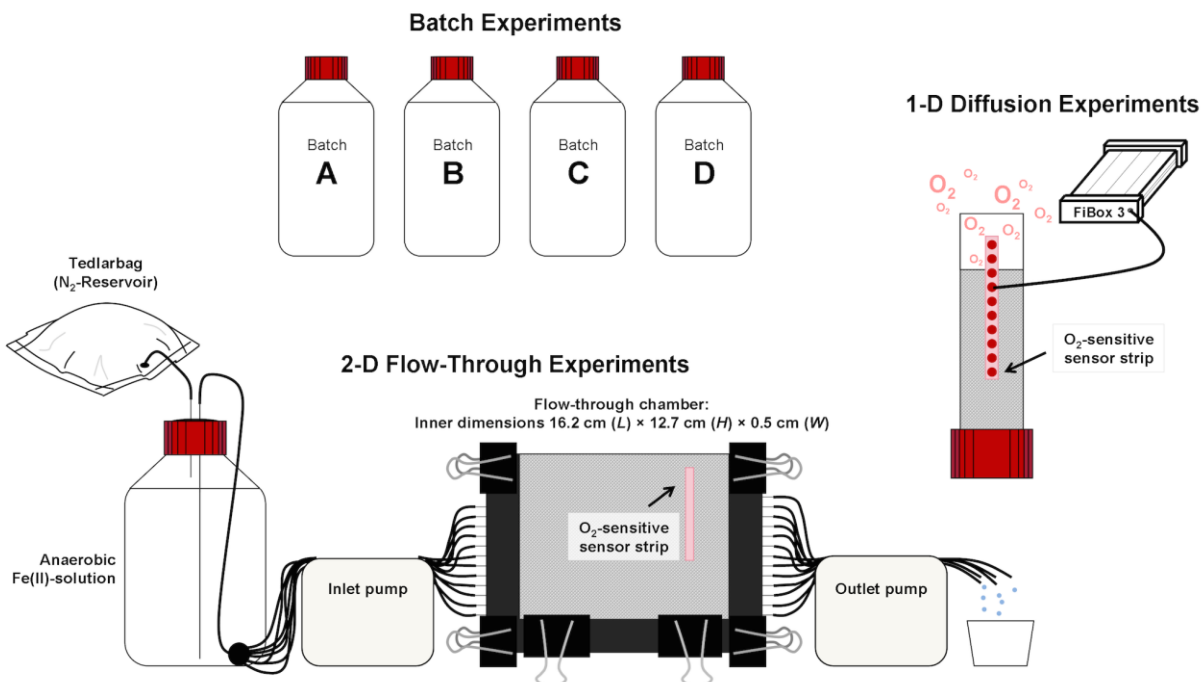 Batch Experiments
Batch
A
Batch
B
Batch
C
Batch
D
1-D Diffusion Experiments
O₂
O₂
O₂
O₂
O₂
O₂
O₂
O₂
FiBox 3
O₂-sensitive
sensor strip
Tedlarbag
(N₂-Reservoir)
2-D Flow-Through Experiments
Flow-through chamber:
Inner dimensions 16.2 cm (L) × 12.7 cm (H) × 0.5 cm (W)
O₂-sensitive
sensor strip
Anaerobic
Fe(II)-solution
Inlet pump
Outlet pump